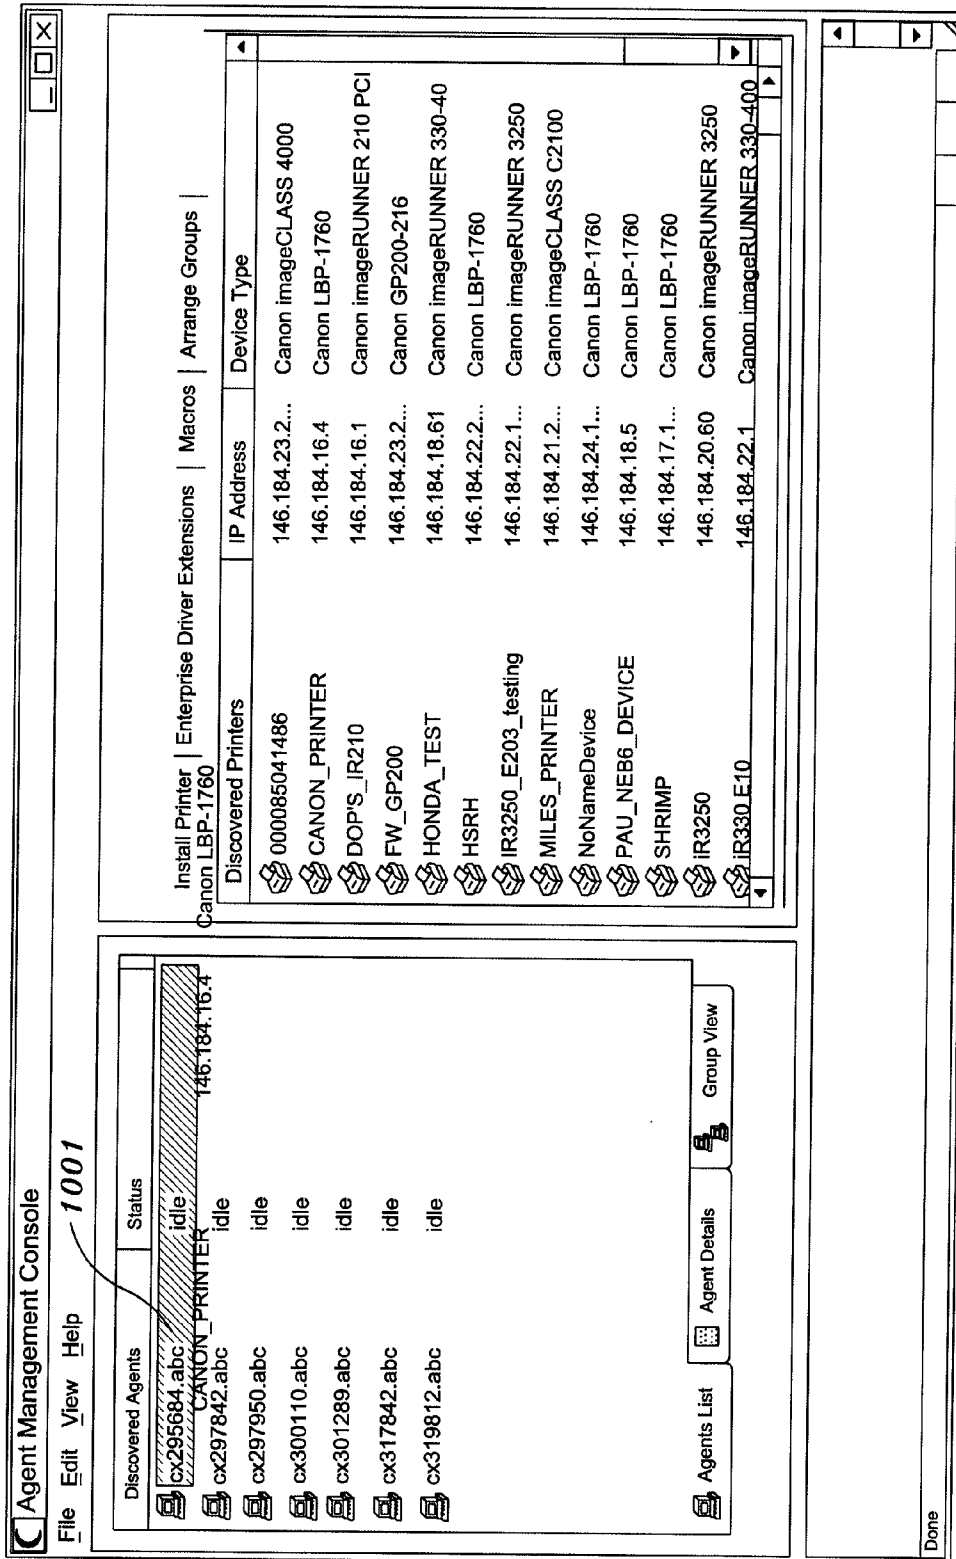 Agent Management Console
File Edit View Help
1001
Discovered Agents Status
cx295684.abc idle
CANON_PRINTER 146.184.16.4 Canon LBP-1760
cx297842.abc idle
cx297950.abc idle
cx300110.abc idle
cx301289.abc idle
cx317842.abc idle
cx319812.abc idle
Agents List Agent Details Group View
Install Printer | Enterprise Driver Extensions | Macros | Arrange Groups |
Discovered Printers IP Address Device Type
000085041486 146.184.23.2... Canon imageCLASS 4000
CANON_PRINTER 146.184.16.4 Canon LBP-1760
DOP'S_IR210 146.184.16.1 Canon imageRUNNER 210 PCI
FW_GP200 146.184.23.2... Canon GP200-216
HONDA_TEST 146.184.18.61 Canon imageRUNNER 330-40
HSRH 146.184.22.2... Canon LBP-1760
IR3250_E203_testing 146.184.22.1... Canon imageRUNNER 3250
MILES_PRINTER 146.184.21.2... Canon imageCLASS C2100
NoNameDevice 146.184.24.1... Canon LBP-1760
PAU_NEB6_DEVICE 146.184.18.5 Canon LBP-1760
SHRIMP 146.184.17.1... Canon LBP-1760
iR3250 146.184.20.60 Canon imageRUNNER 3250
iR330 E10 146.184.22.1 Canon imageRUNNER 330-400
Done